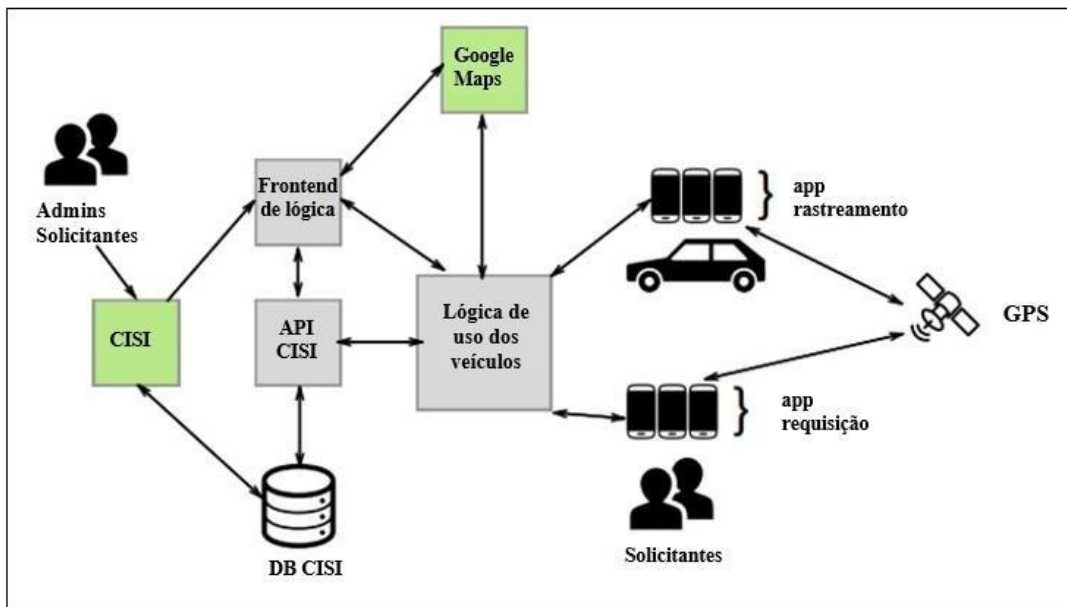 Google
Maps
Admins
Solicitantes
Frontend
de lógica
app
rastreamento
CISI
API
CISI
Lógica de
uso dos
veículos
GPS
app
requisição
DB CISI
Solicitantes